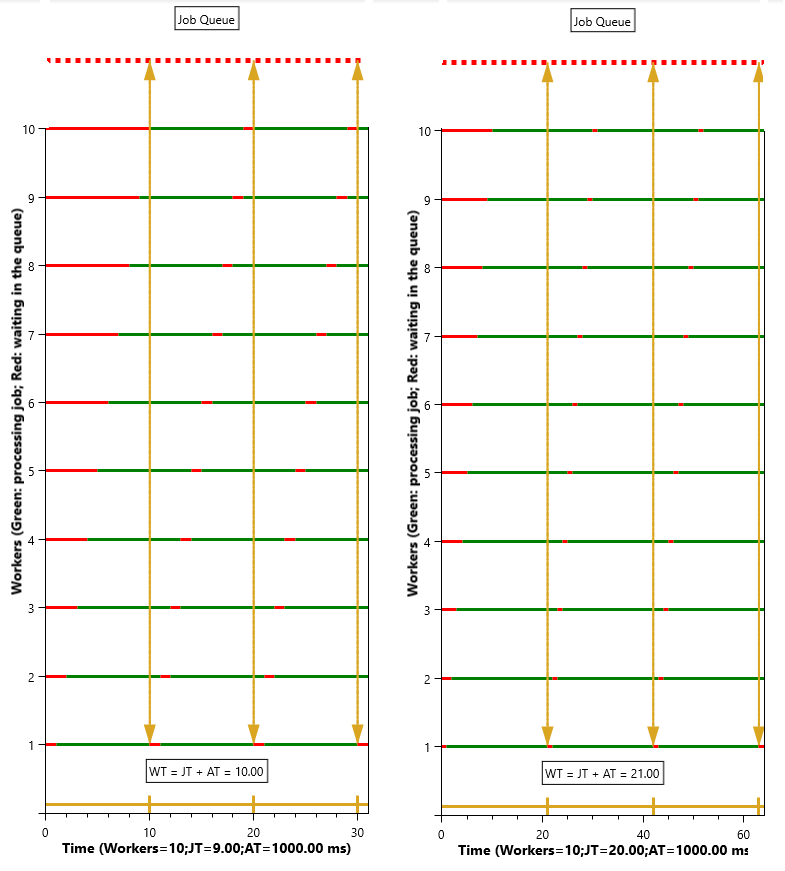 Job Queue
10
9
8
7
6
5
4
3
2
1
Workers (Green: processing job; Red: waiting in the queue)
WT = JT + AT = 10.00
0 10 20 30
Time (Workers=10;JT=9.00;AT=1000.00 ms)
Job Queue
10
9
8
7
6
5
4
3
2
1
Workers (Green: processing job; Red: waiting in the queue)
WT = JT + AT = 21.00
0 20 40 60
Time (Workers=10;JT=20.00;AT=1000.00 ms